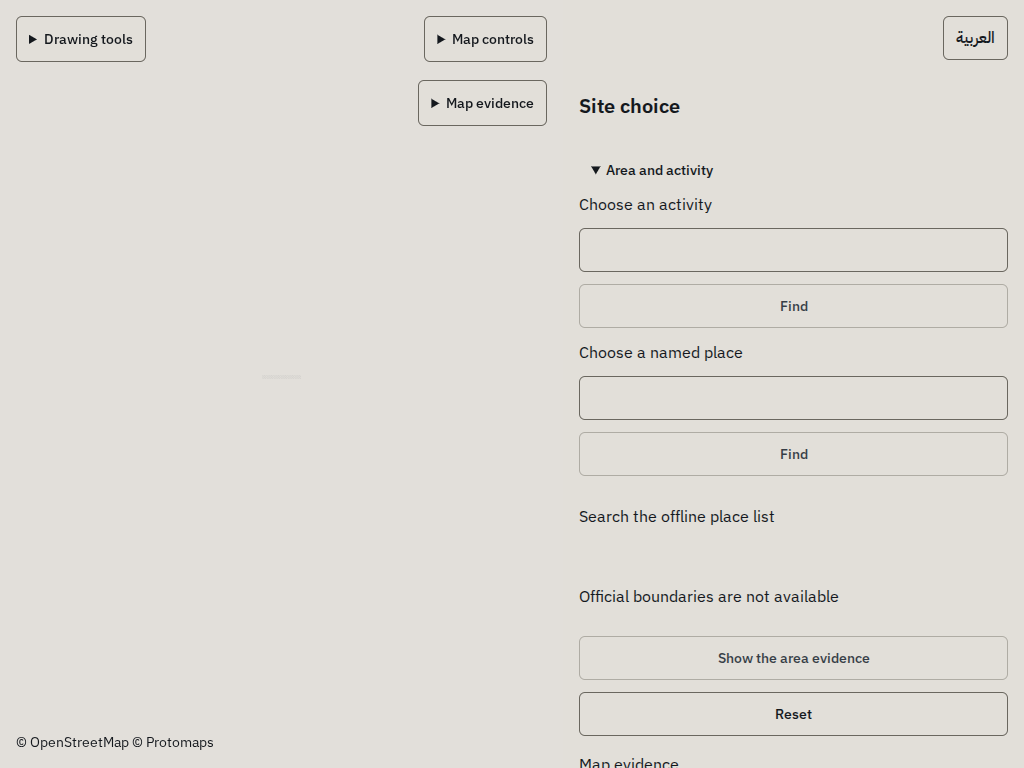 Drawing tools
Map controls
العربية
Map evidence
Site choice
Area and activity
Choose an activity
Find
Choose a named place
Find
Search the offline place list
Official boundaries are not available
Show the area evidence
Reset
© OpenStreetMap © Protomaps
Map evidence